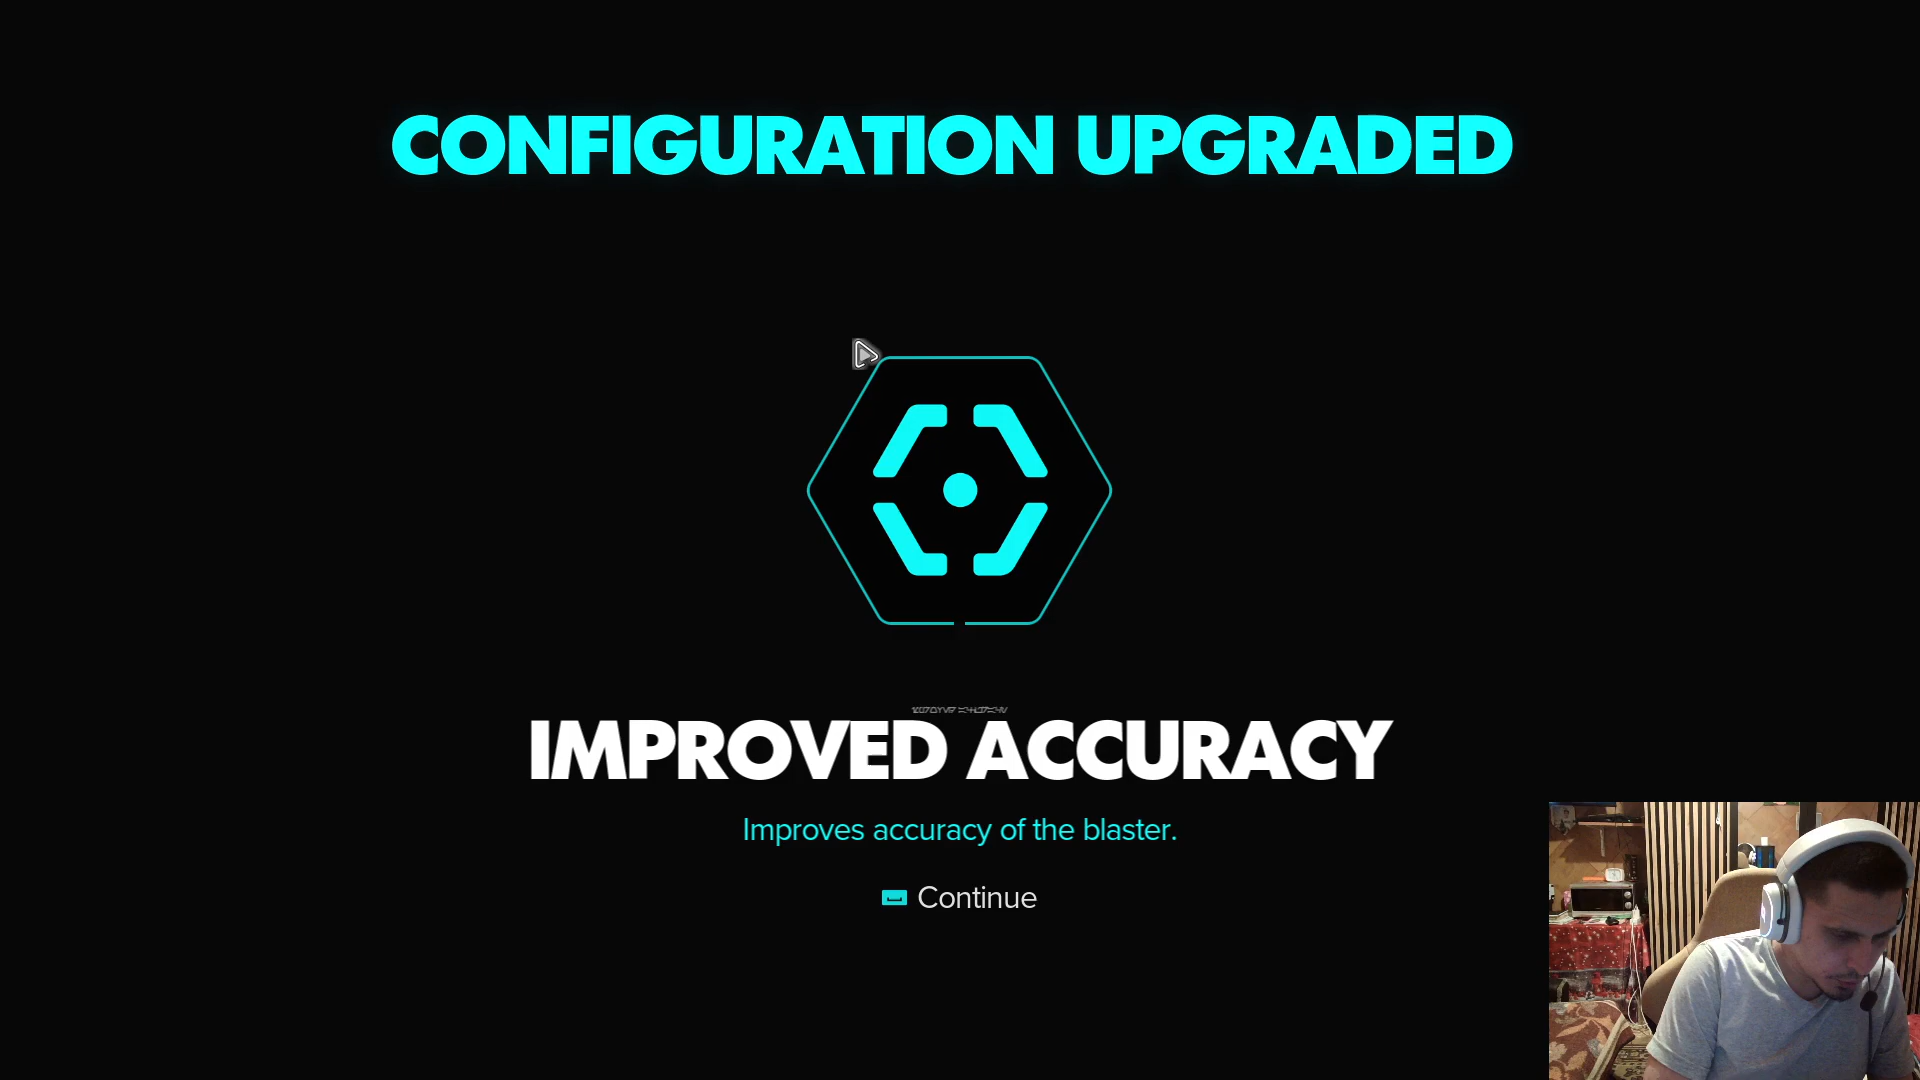 CONFIGURATION UPGRADED
IMPROVED ACCURACY
Improves accuracy of the blaster.
Continue